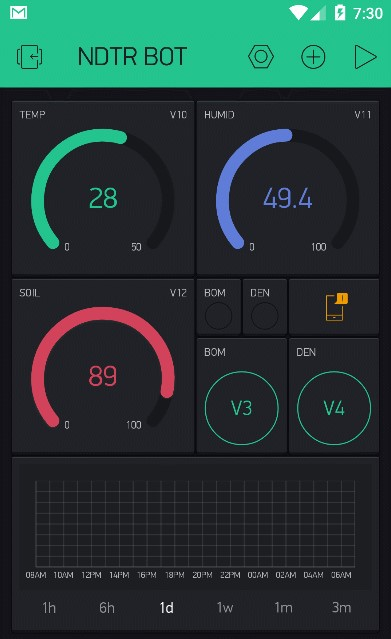 7:30
NDTR BOT
TEMP V10
28
0 50
HUMID V11
49.4
0 100
SOIL V12
89
0 100
BOM DEN
!
BOM DEN
V3 V4
08AM 10AM 12PM 14PM 16PM 18PM 20PM 22PM 00AM 02AM 04AM 06AM
1h 6h 1d 1w 1m 3m